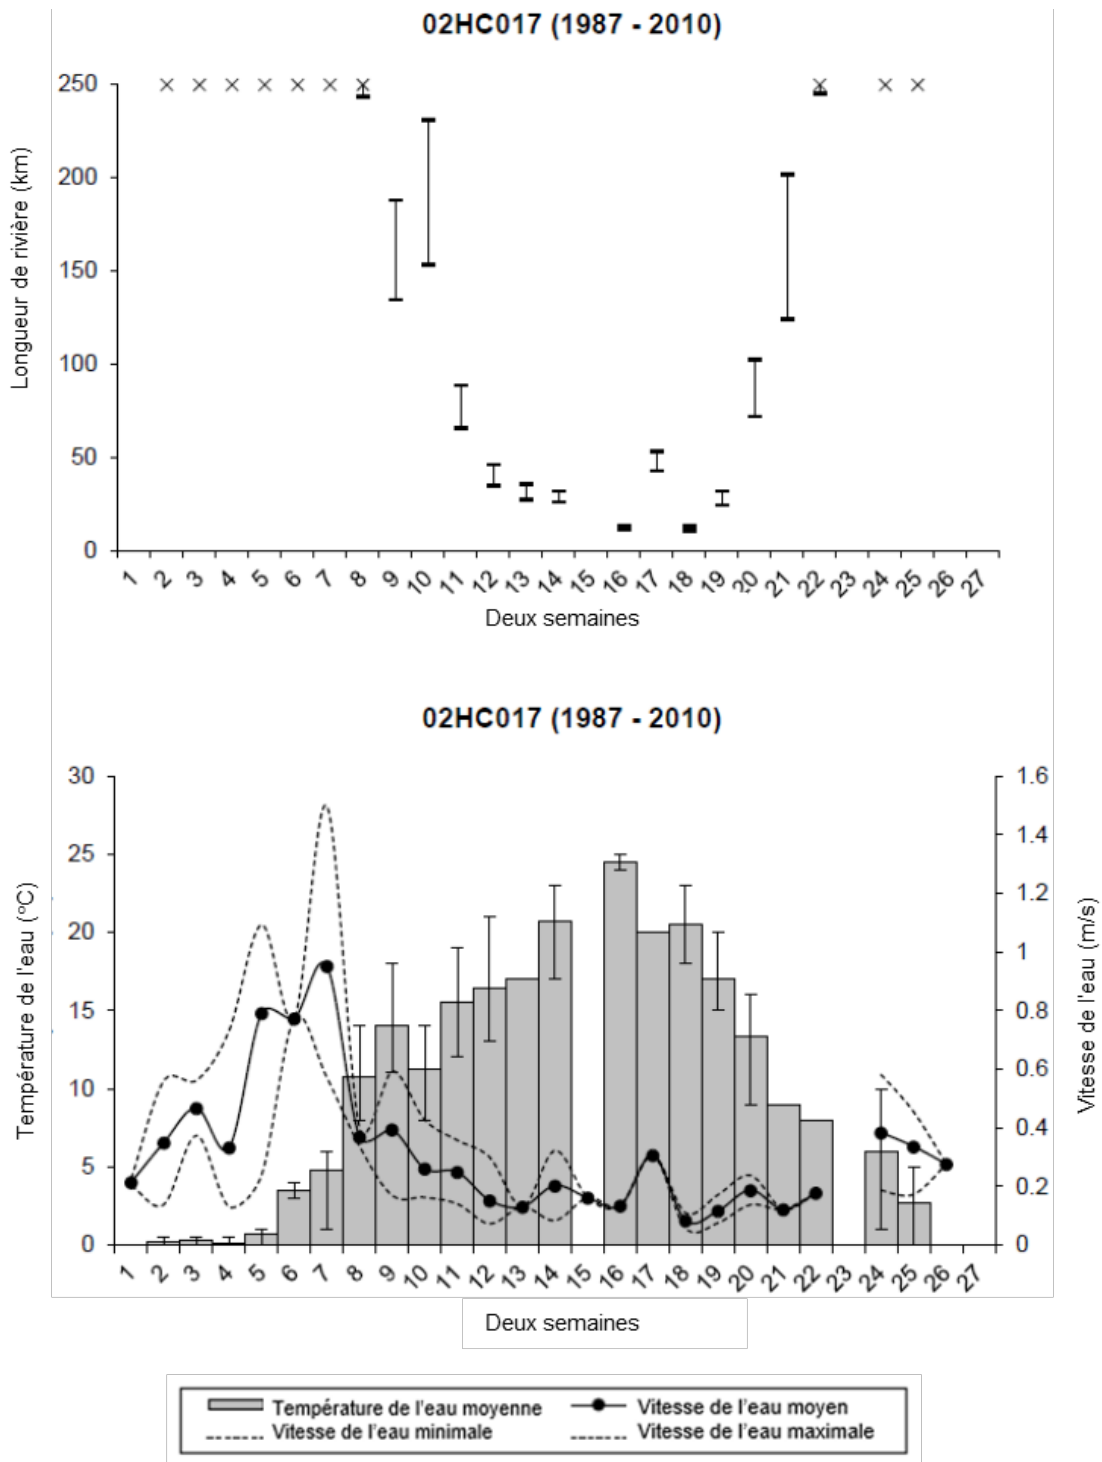 02HC017 (1987 - 2010)
Longueur de rivière (km)
250
200
150
100
50
0
1 2 3 4 5 6 7 8 9 10 11 12 13 14 15 16 17 18 19 20 21 22 23 24 25 26 27
Deux semaines
02HC017 (1987 - 2010)
Température de l'eau (°C)
30
25
20
15
10
5
0
1.6
1.4
1.2
1
0.8
0.6
0.4
0.2
0
Vitesse de l'eau (m/s)
1 2 3 4 5 6 7 8 9 10 11 12 13 14 15 16 17 18 19 20 21 22 23 24 25 26 27
Deux semaines
Température de l'eau moyenne
Vitesse de l'eau moyen
Vitesse de l'eau minimale
Vitesse de l'eau maximale